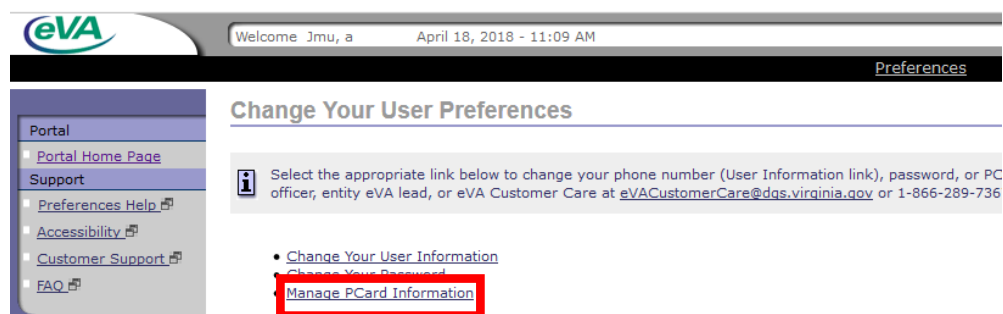 eVA
Welcome Jmu, a April 18, 2018 - 11:09 AM
Preferences
Portal
Portal Home Page
Support
Preferences Help
Accessibility
Customer Support
FAQ
Change Your User Preferences
Select the appropriate link below to change your phone number (User Information link), password, or PC
officer, entity eVA lead, or eVA Customer Care at eVACustomerCare@dgs.virginia.gov or 1-866-289-736
Change Your User Information
Change Your Password
Manage PCard Information